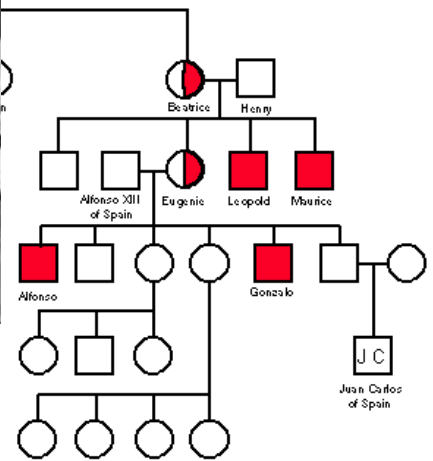 n
Beatrice
Henry
Alfonso XIII
of Spain
Eugenie
Leopold
Maurice
Alfonso
Gonzalo
J C
Juan Carlos
of Spain